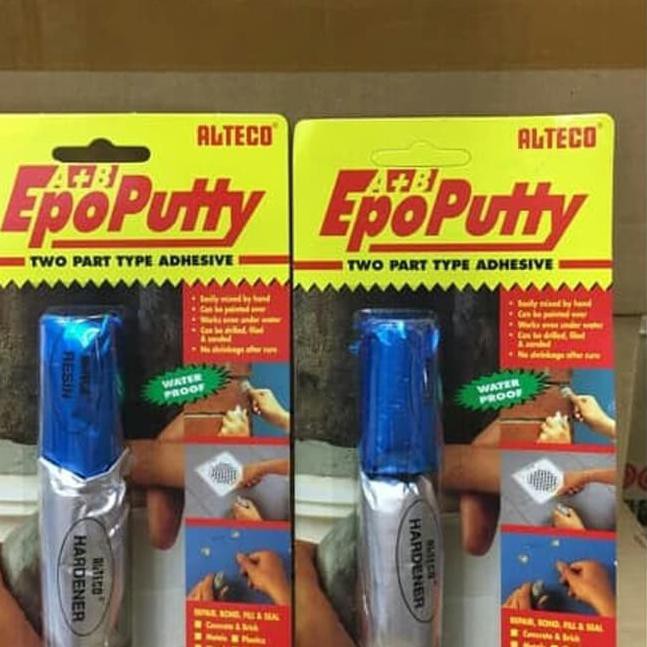 ALTECO®
A+B
EpoPutty
TWO PART TYPE ADHESIVE
• Easily mixed by hand
• Can be painted over
• Works even under water
• Can be drilled, filed
& sanded
• No shrinkage after cure
WATER
PROOF
RESIN
ALTECO®
HARDENER
REPAIR, BOND, FILL & SEAL
■ Concrete & Brick
■ Metals ■ Plastics
ALTECO®
A+B
EpoPutty
TWO PART TYPE ADHESIVE
• Easily mixed by hand
• Can be painted over
• Works even under water
• Can be drilled, filed
& sanded
• No shrinkage after cure
WATER
PROOF
ALTECO®
HARDENER
REPAIR, BOND, FILL & SEAL
■ Concrete & Brick